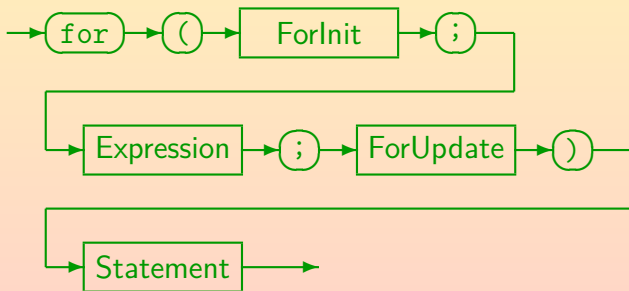 for ( ForInit ;
Expression ; ForUpdate )
Statement